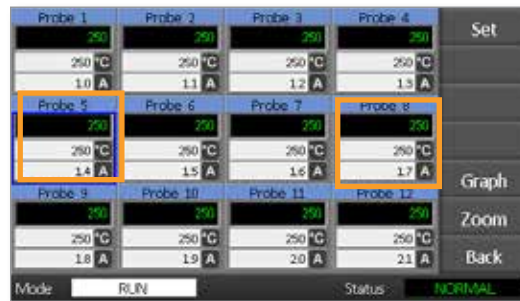 Probe 1 Probe 2 Probe 3 Probe 4 Set
250 250 250 250
250 °C 250 °C 250 °C 250 °C
1.0 A 1.1 A 1.2 A 1.3 A
Probe 5 Probe 6 Probe 7 Probe 8
250 250 250 250
250 °C 250 °C 250 °C 250 °C
1.4 A 1.5 A 1.6 A 1.7 A Graph
Probe 9 Probe 10 Probe 11 Probe 12
250 250 250 250 Zoom
250 °C 250 °C 250 °C 250 °C
1.8 A 1.9 A 2.0 A 2.1 A Back
Mode RUN Status NORMAL